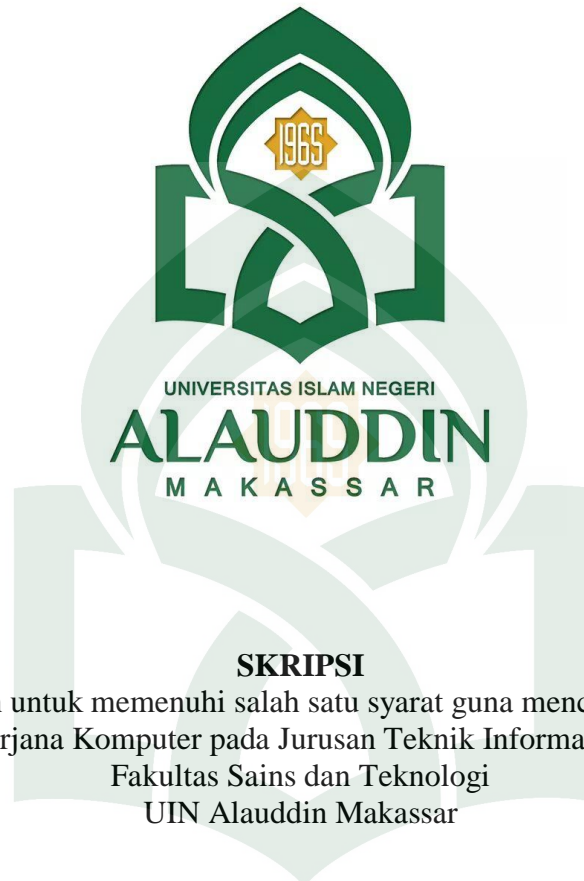 1965
UNIVERSITAS ISLAM NEGERI
ALAUDDIN
MAKASSAR
SKRIPSI
untuk memenuhi salah satu syarat guna
pada Jurusan Teknik
Fakultas Sains dan Teknologi
UIN Alauddin Makassar